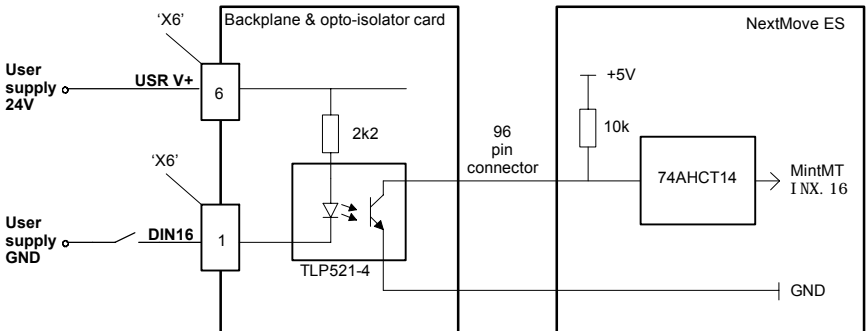 'X6'
Backplane & opto-isolator card
NextMove ES
User
supply
24V
USR V+
6
+5V
2k2
10k
96
pin
connector
'X6'
74AHCT14
MintMT
INX.16
User
supply
GND
DIN16
1
TLP521-4
GND